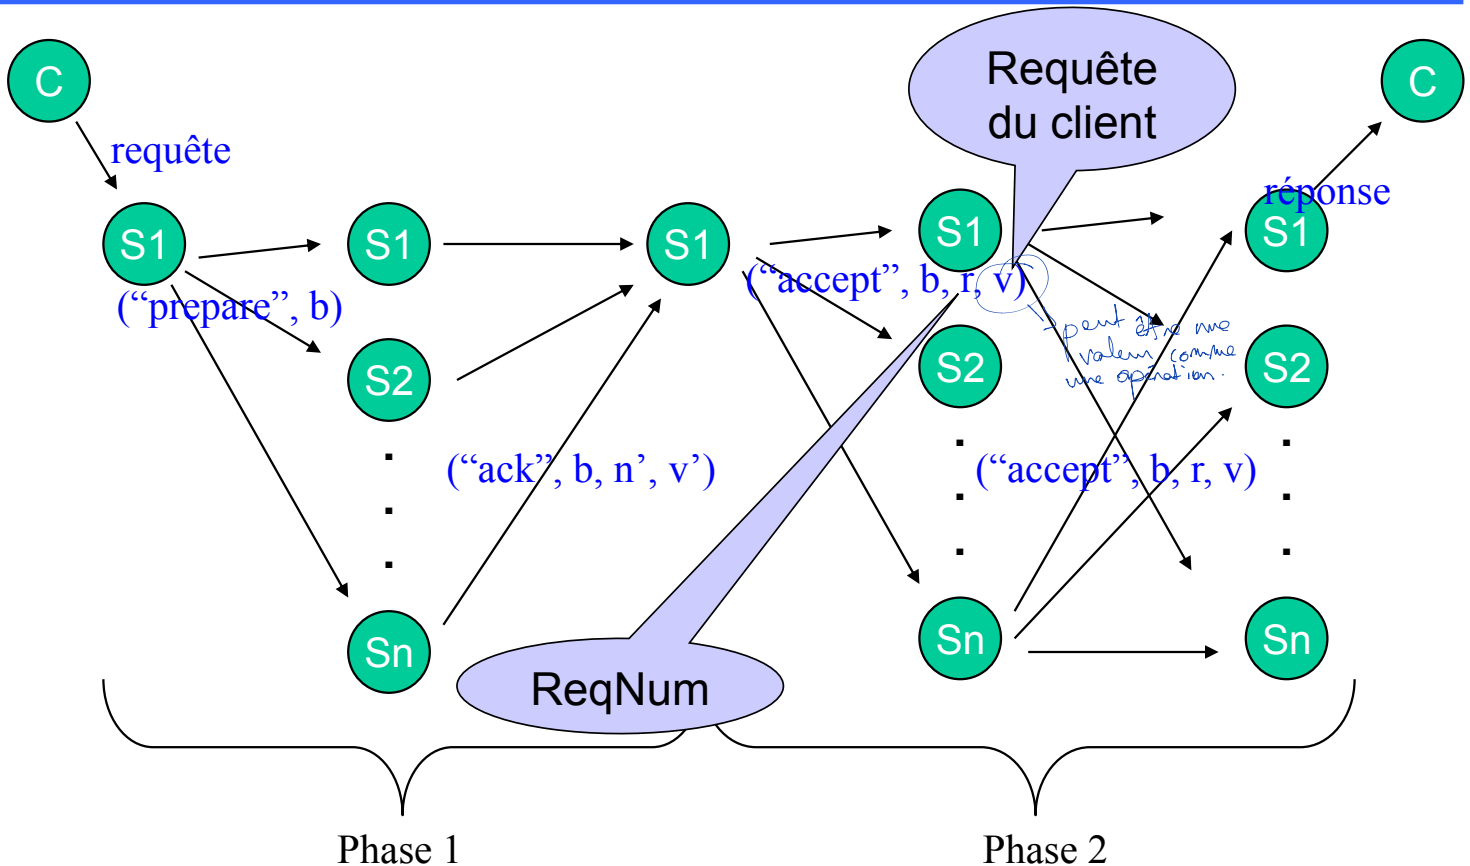 C
Requête
du client
C
requête
réponse
S1
S1
S1
S1
S1
(“prepare”, b)
(“accept”, b, r, v)
peut être une
valeur comme
une opération.
S2
S2
S2
(“ack”, b, n’, v’)
(“accept”, b, r, v)
.
.
.
.
.
.
.
.
.
Sn
Sn
Sn
ReqNum
Phase 1
Phase 2